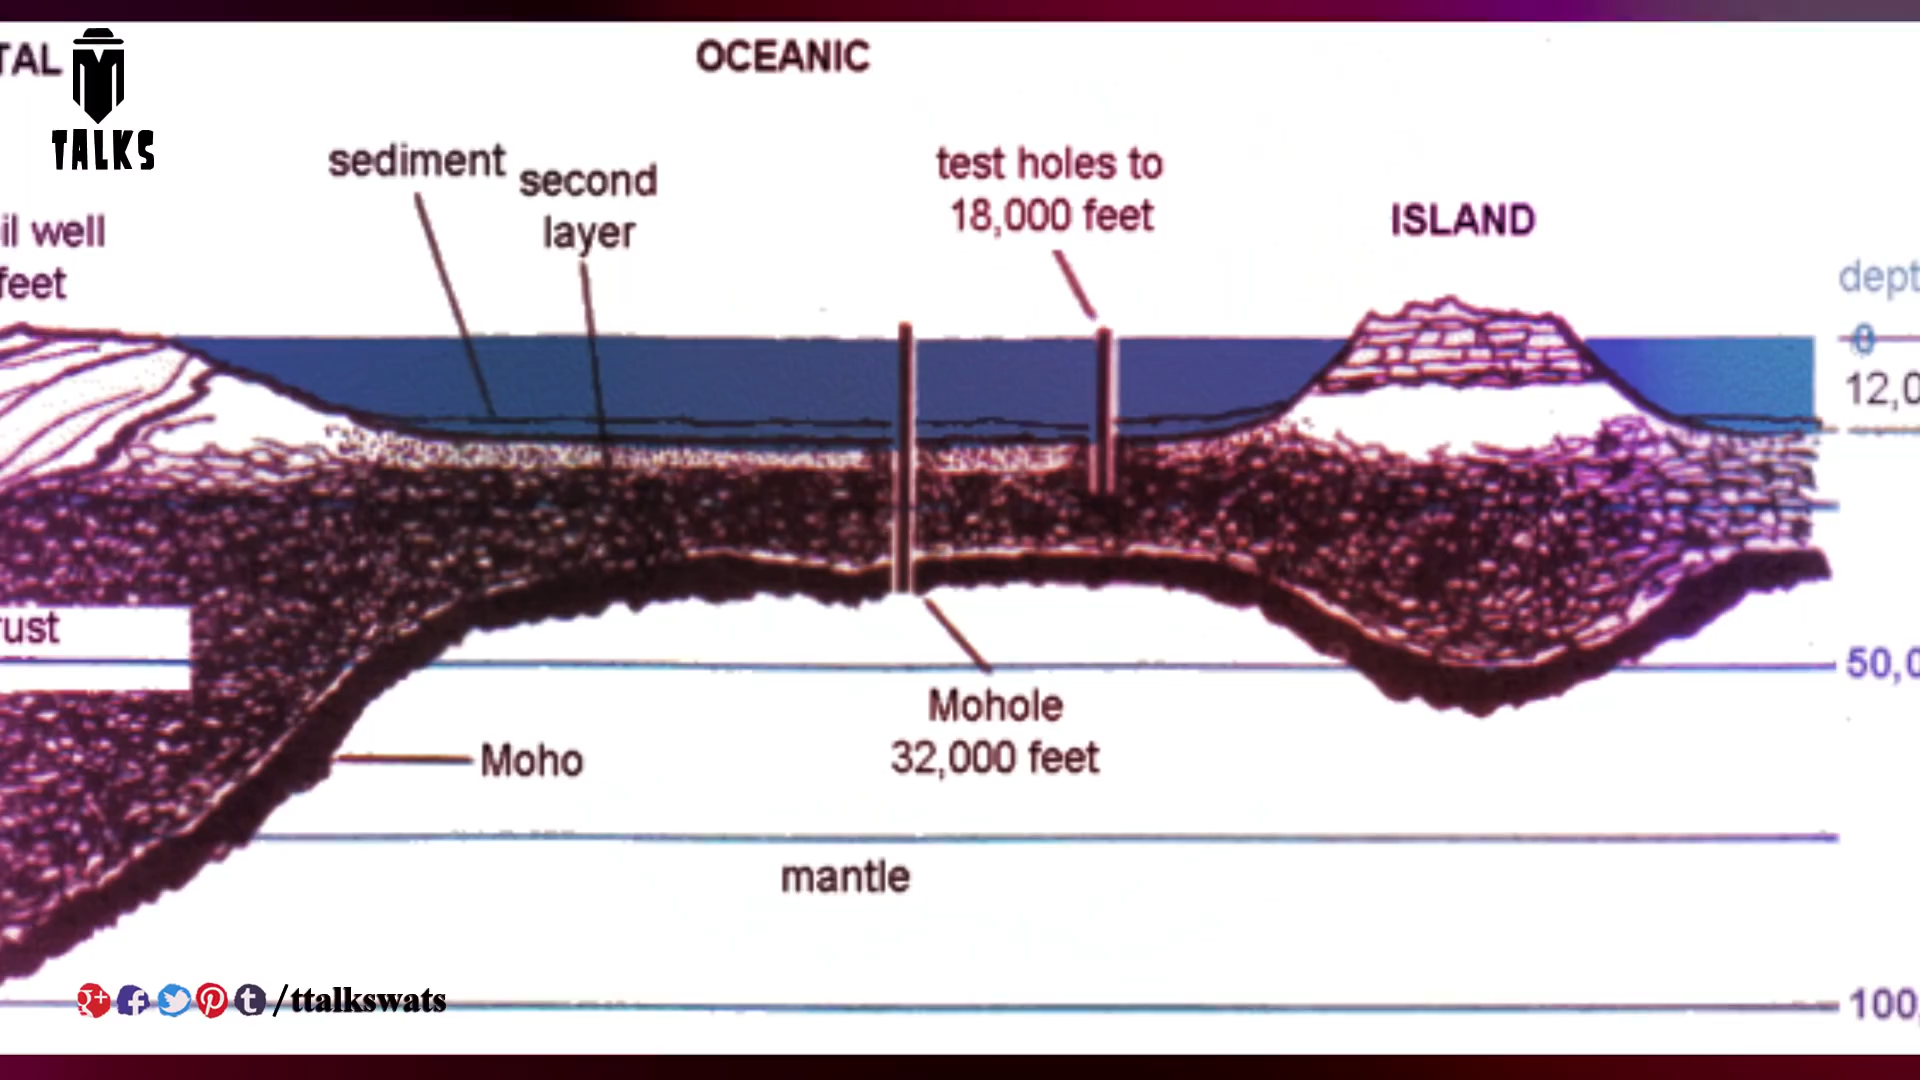 TAL
TALKS
OCEANIC
sediment
second
layer
test holes to
18,000 feet
ISLAND
il well
feet
dept
0
12,0
rust
50,0
Mohole
32,000 feet
Moho
mantle
100,
/ttalkswats